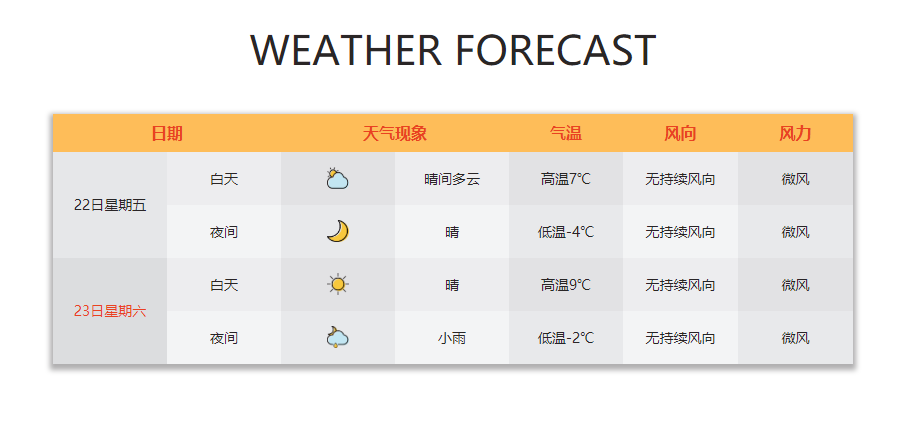 WEATHER FORECAST
日期 天气现象 气温 风向 风力
22日星期五 白天 晴间多云 高温7℃ 无持续风向 微风
夜间 晴 低温-4℃ 无持续风向 微风
23日星期六 白天 晴 高温9℃ 无持续风向 微风
夜间 小雨 低温-2℃ 无持续风向 微风